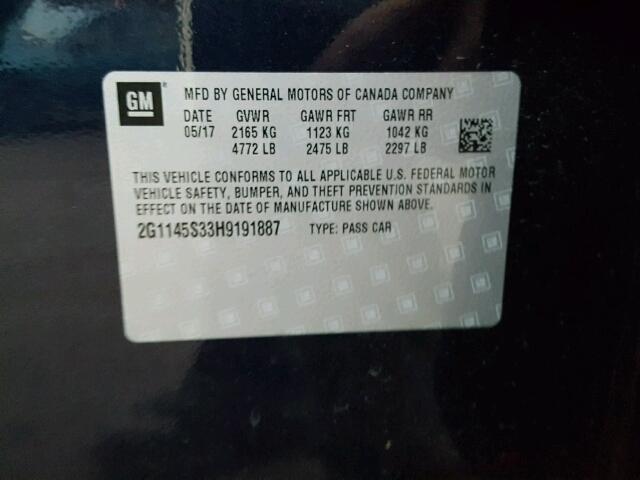 GM MFD BY GENERAL MOTORS OF CANADA COMPANY
DATE GVWR GAWR FRT GAWR RR
05/17 2165 KG 1123 KG 1042 KG
4772 LB 2475 LB 2297 LB
THIS VEHICLE CONFORMS TO ALL APPLICABLE U.S. FEDERAL MOTOR
VEHICLE SAFETY, BUMPER, AND THEFT PREVENTION STANDARDS IN
EFFECT ON THE DATE OF MANUFACTURE SHOWN ABOVE.
2G1145S33H9191887 TYPE: PASS CAR